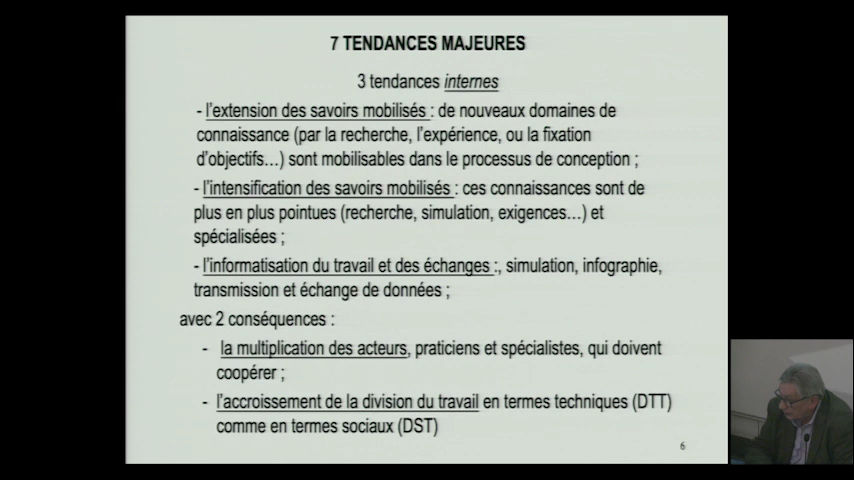 7 TENDANCES MAJEURES
3 tendances internes
- l'extension des savoirs mobilisés : de nouveaux domaines de
connaissance (par la recherche, l'expérience, ou la fixation
d'objectifs…) sont mobilisables dans le processus de conception ;
- l'intensification des savoirs mobilisés : ces connaissances sont de
plus en plus pointues (recherche, simulation, exigences…) et
spécialisées ;
- l'informatisation du travail et des échanges :, simulation, infographie,
transmission et échange de données ;
avec 2 conséquences :
- la multiplication des acteurs, praticiens et spécialistes, qui doivent
coopérer ;
- l'accroissement de la division du travail en termes techniques (DTT)
comme en termes sociaux (DST)
6